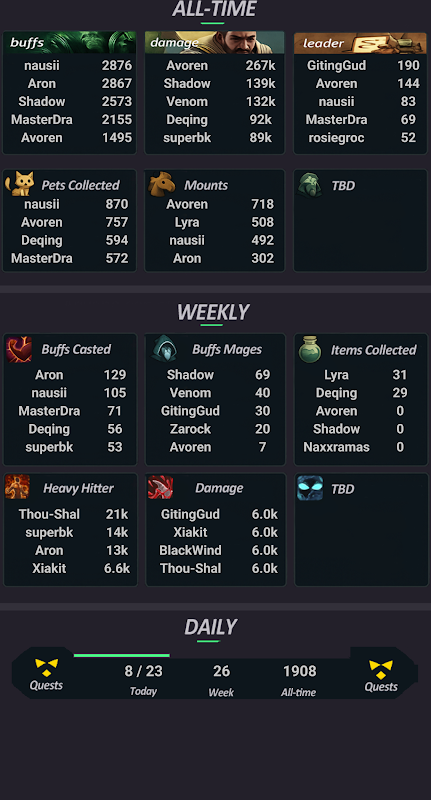 ALL-TIME
buffs
nausii 2876
Aron 2867
Shadow 2573
MasterDra 2155
Avoren 1495
damage
Avoren 267k
Shadow 139k
Venom 132k
Deqing 92k
superbk 89k
leader
GitingGud 190
Avoren 144
nausii 83
MasterDra 69
rosiegroc 52
Pets Collected
nausii 870
Avoren 757
Deqing 594
MasterDra 572
Mounts
Avoren 718
Lyra 508
nausii 492
Aron 302
TBD
WEEKLY
Buffs Casted
Aron 129
nausii 105
MasterDra 71
Deqing 56
superbk 53
Buffs Mages
Shadow 69
Venom 40
GitingGud 30
Zarock 20
Avoren 7
Items Collected
Lyra 31
Deqing 29
Avoren 0
Shadow 0
Naxxramas 0
Heavy Hitter
Thou-Shal 21k
superbk 14k
Aron 13k
Xiakit 6.6k
Damage
GitingGud 6.0k
Xiakit 6.0k
BlackWind 6.0k
Thou-Shal 6.0k
TBD
DAILY
Quests
8 / 23 26 1908
Today Week All-time
Quests